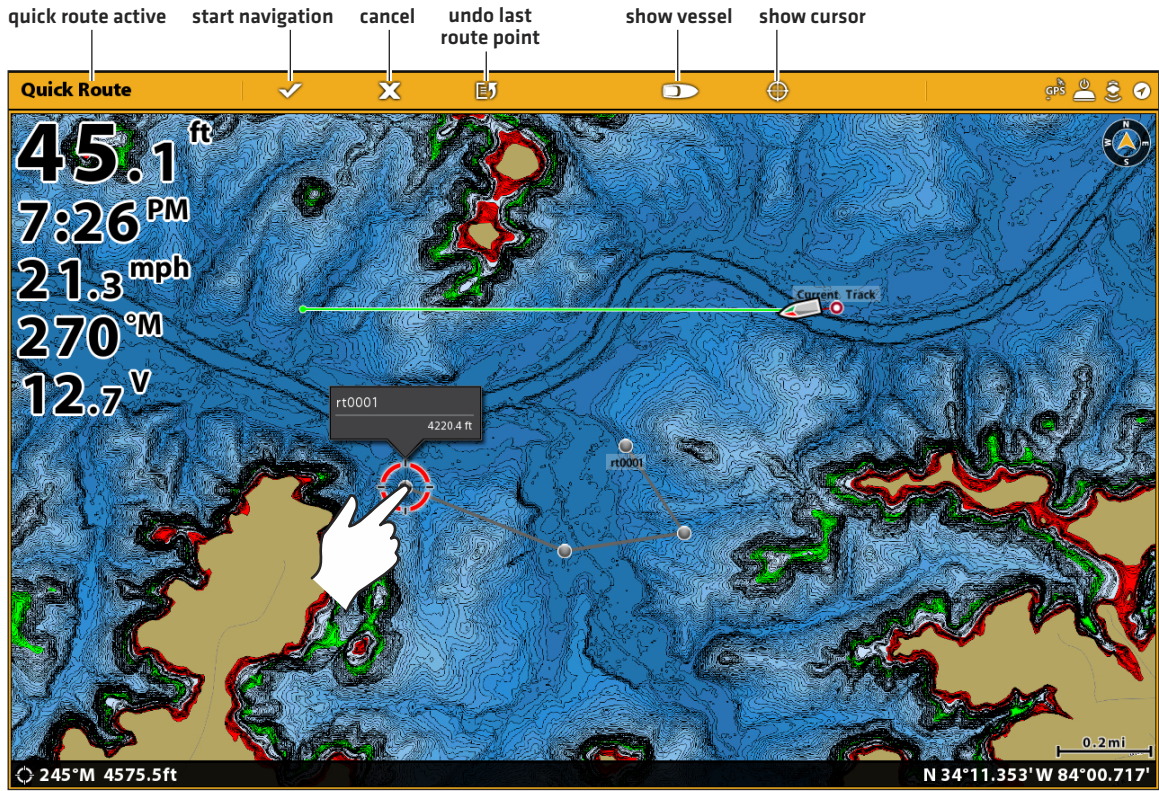 quick route active
start navigation
cancel
undo last
route point
show vessel
show cursor
Quick Route
GPS
45.1 ft
7:26 PM
21.3 mph
270 °M
12.7 V
N
W
E
S
Current Track
rt0001
4220.4 ft
rt0001
0.2mi
245°M 4575.5ft
N 34°11.353' W 84°00.717'